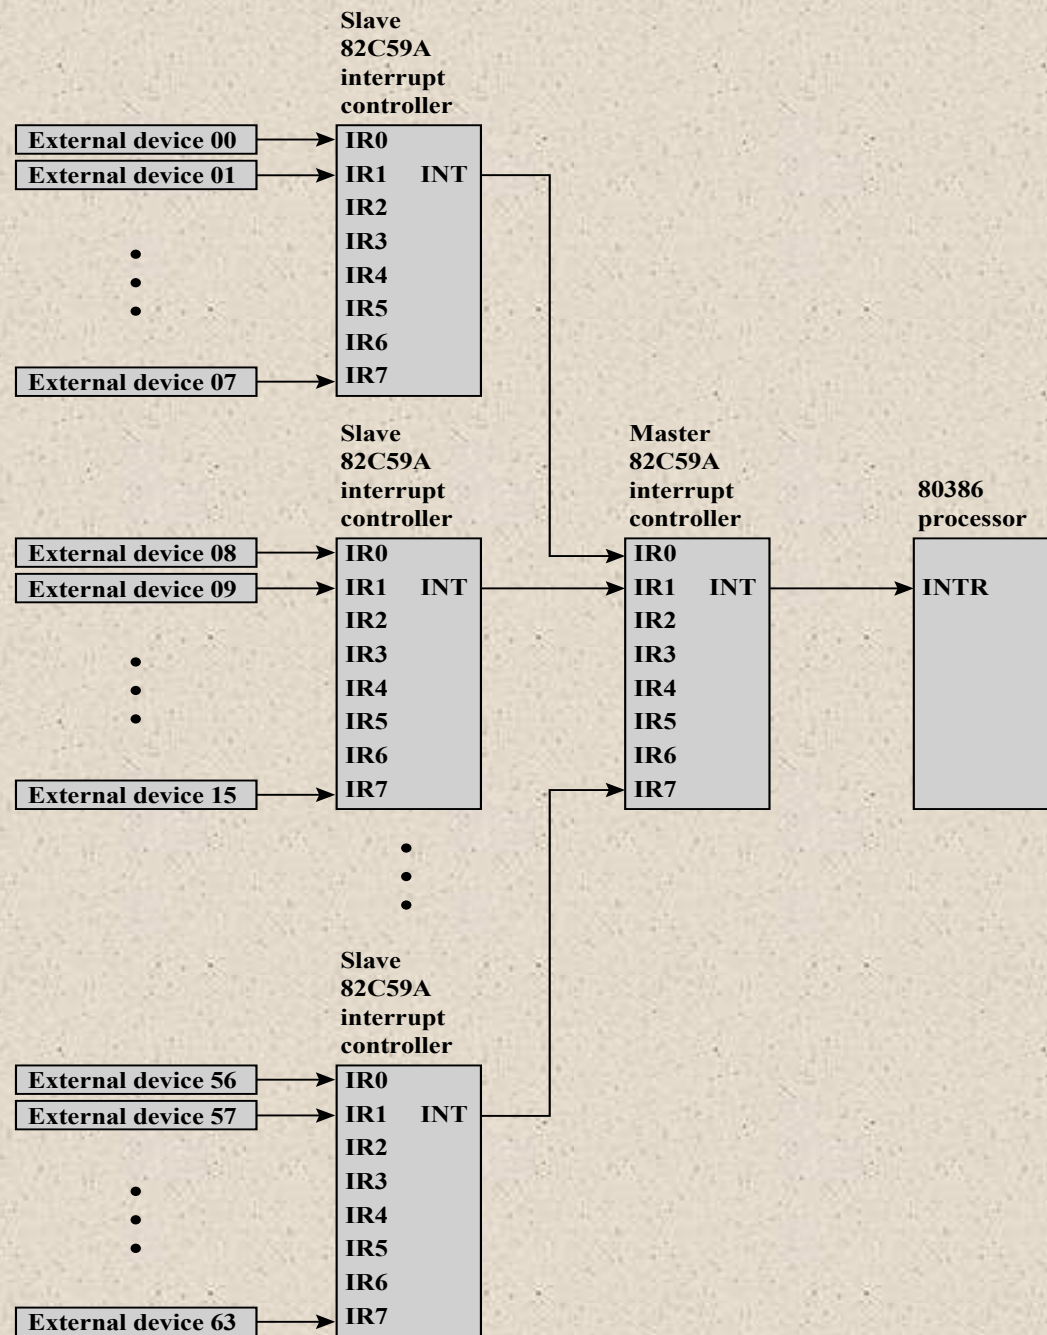 Slave
82C59A
interrupt
controller
External device 00
External device 01
External device 07
IR0
IR1 INT
IR2
IR3
IR4
IR5
IR6
IR7
Slave
82C59A
interrupt
controller
External device 08
External device 09
External device 15
IR0
IR1 INT
IR2
IR3
IR4
IR5
IR6
IR7
Master
82C59A
interrupt
controller
IR0
IR1 INT
IR2
IR3
IR4
IR5
IR6
IR7
80386
processor
INTR
Slave
82C59A
interrupt
controller
External device 56
External device 57
External device 63
IR0
IR1 INT
IR2
IR3
IR4
IR5
IR6
IR7